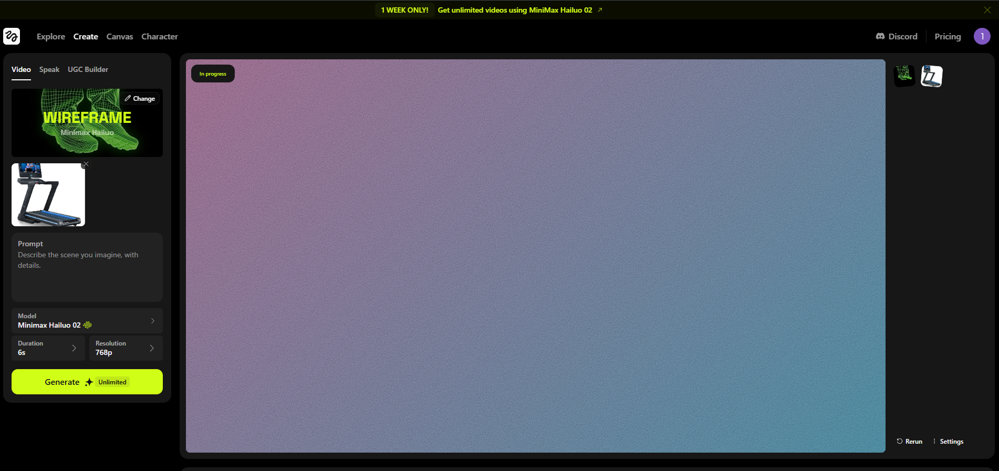 1 WEEK ONLY! Get unlimited videos using MiniMax Hailuo 02
Explore Create Canvas Character
Discord Pricing 1
Video Speak UGC Builder
Change
WIREFRAME
Minimax Hailuo
Prompt
Describe the scene you imagine, with
details.
Model
Minimax Hailuo 02
Duration
6s
Resolution
768p
Generate Unlimited
In progress
Rerun Settings